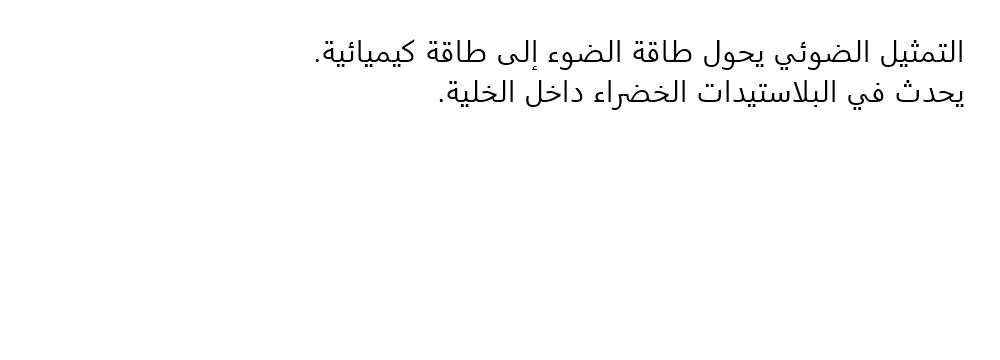 التمثيل الضوئي يحول طاقة الضوء إلى طاقة كيميائية.
يحدث في البلاستيدات الخضراء داخل الخلية.